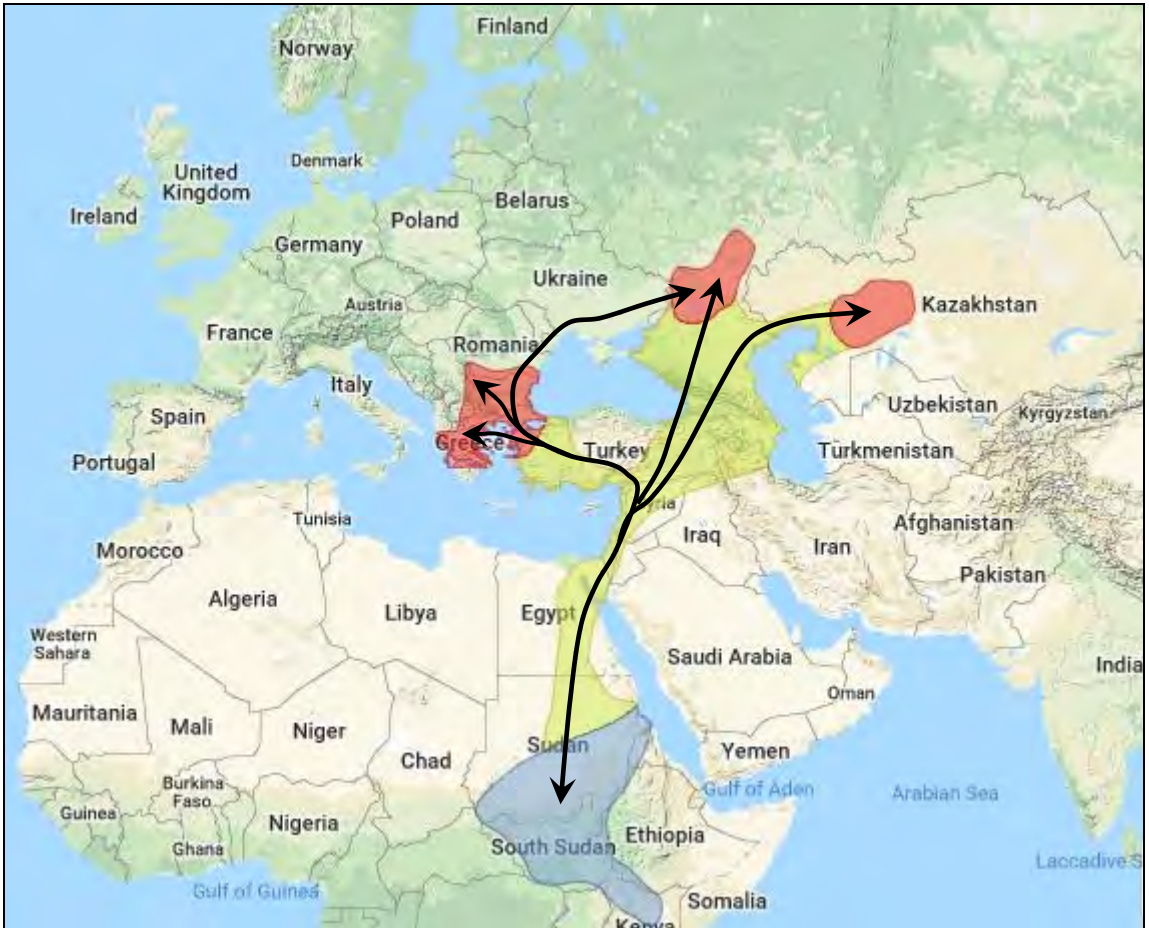 Finland
Norway
Denmark
United
Kingdom
Ireland
Belarus
Poland
Germany
Ukraine
Austria
Kazakhstan
France
Romania
Italy
Spain
Uzbekistan
Kyrgyzstan
Greece
Turkey
Turkmenistan
Portugal
Syria
Tunisia
Afghanistan
Iraq
Iran
Morocco
Pakistan
Algeria
Libya
Egypt
Western
Sahara
Saudi Arabia
India
Oman
Mauritania
Mali
Niger
Sudan
Yemen
Chad
Burkina
Faso
Gulf of Aden
Arabian Sea
Guinea
Nigeria
Ethiopia
South Sudan
Ghana
Laccadive S
Gulf of Guinea
Somalia
Kenya